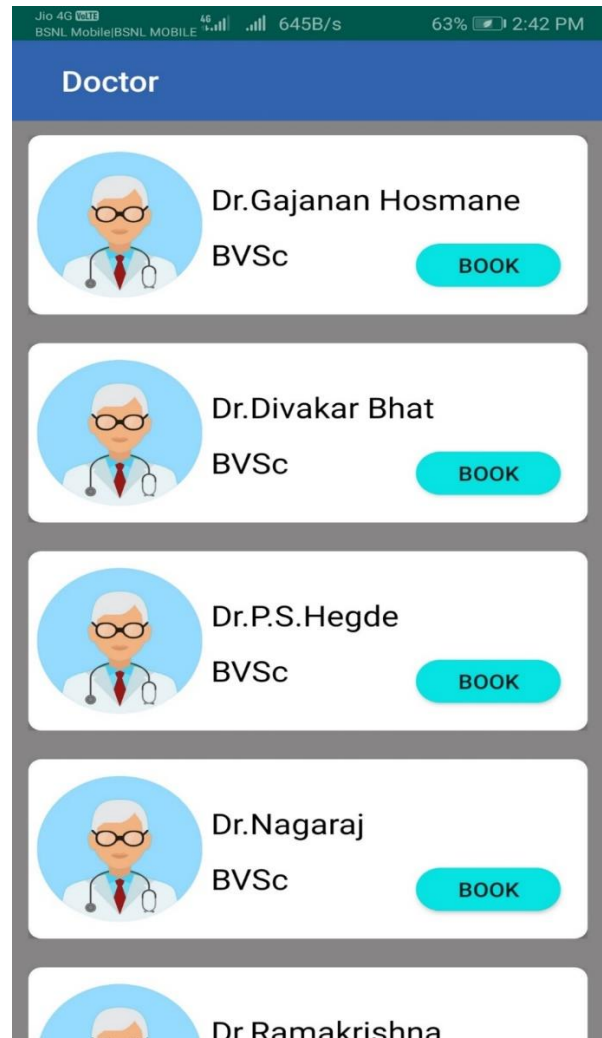 Jio 4G VoLTE
BSNL Mobile|BSNL MOBILE 4G 645B/s 63% 2:42 PM
Doctor
Dr.Gajanan Hosmane
BVSc
BOOK
Dr.Divakar Bhat
BVSc
BOOK
Dr.P.S.Hegde
BVSc
BOOK
Dr.Nagaraj
BVSc
BOOK
Dr.Ramakrishna